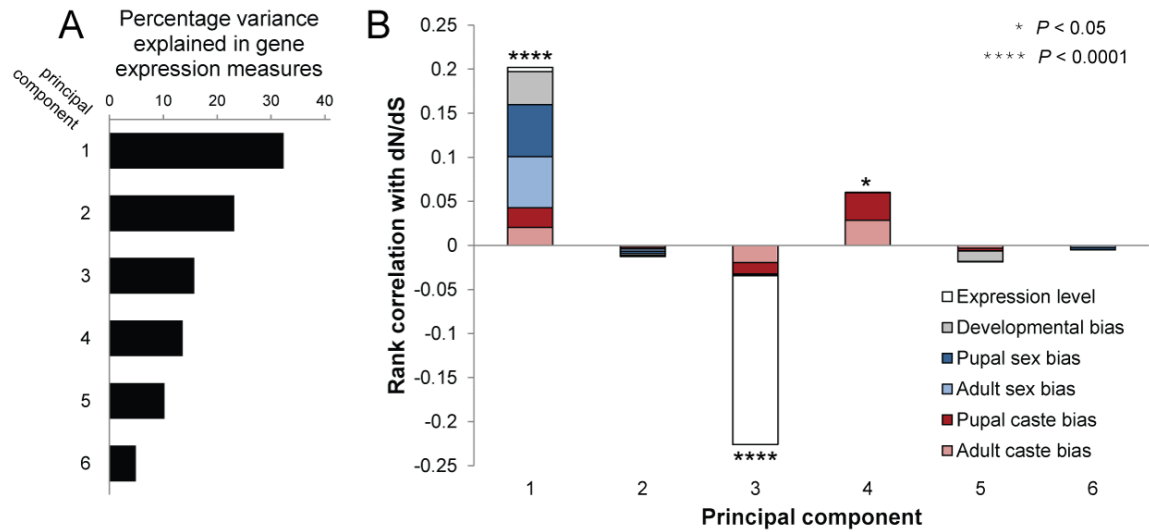 A
Percentage variance
explained in gene
expression measures
principal
component
0 10 20 30 40
1
2
3
4
5
6
B
* P < 0.05
**** P < 0.0001
Rank correlation with dN/dS
0.25
0.2
0.15
0.1
0.05
0
-0.05
-0.1
-0.15
-0.2
-0.25
****
****
*
Expression level
Developmental bias
Pupal sex bias
Adult sex bias
Pupal caste bias
Adult caste bias
1 2 3 4 5 6
Principal component